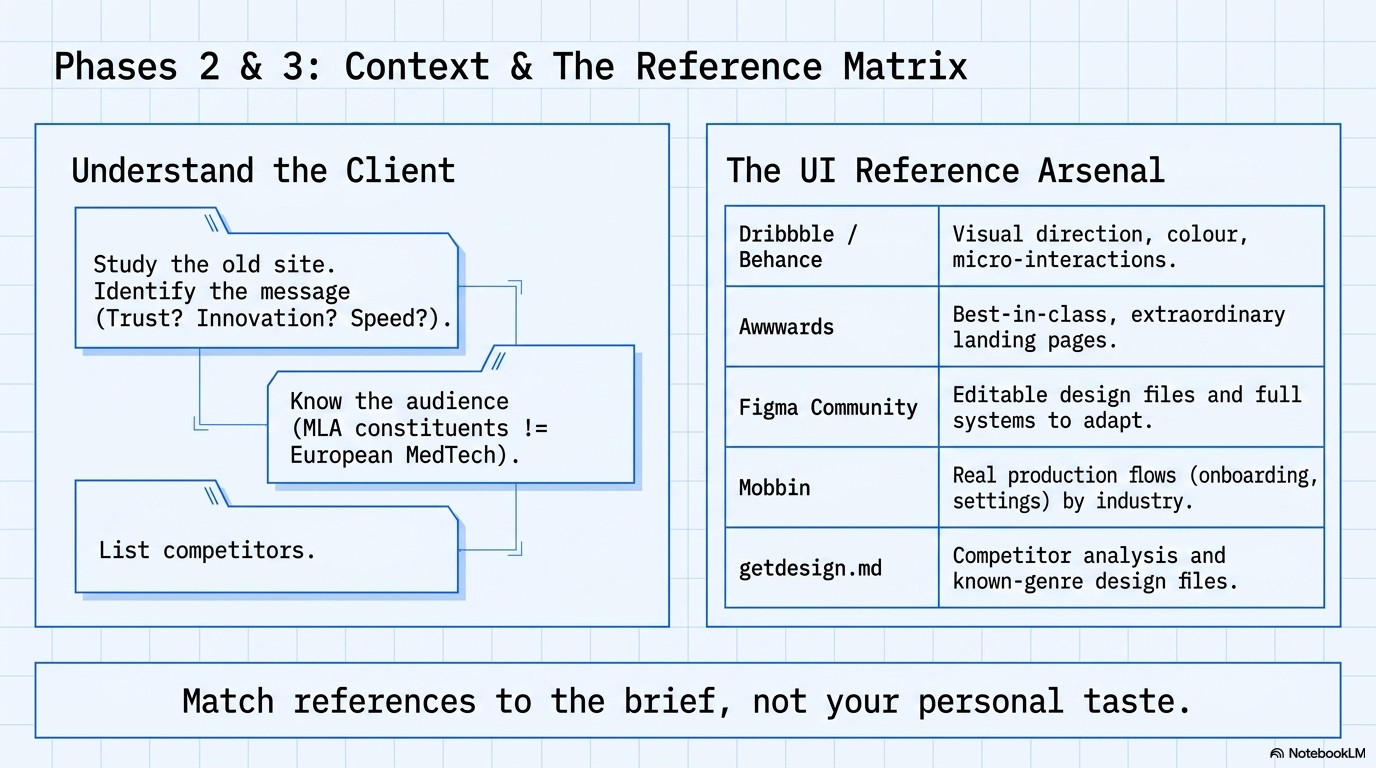 Phases 2 & 3: Context & The Reference Matrix
Understand the Client
Study the old site.
Identify the message
(Trust? Innovation? Speed?).
Know the audience
(MLA constituents !=
European MedTech).
List competitors.
The UI Reference Arsenal
Dribbble /
Behance
Visual direction, colour,
micro-interactions.
Awwwards
Best-in-class, extraordinary
landing pages.
Figma Community
Editable design files and full
systems to adapt.
Mobbin
Real production flows (onboarding,
settings) by industry.
getdesign.md
Competitor analysis and
known-genre design files.
Match references to the brief, not your personal taste.
NotebookLM